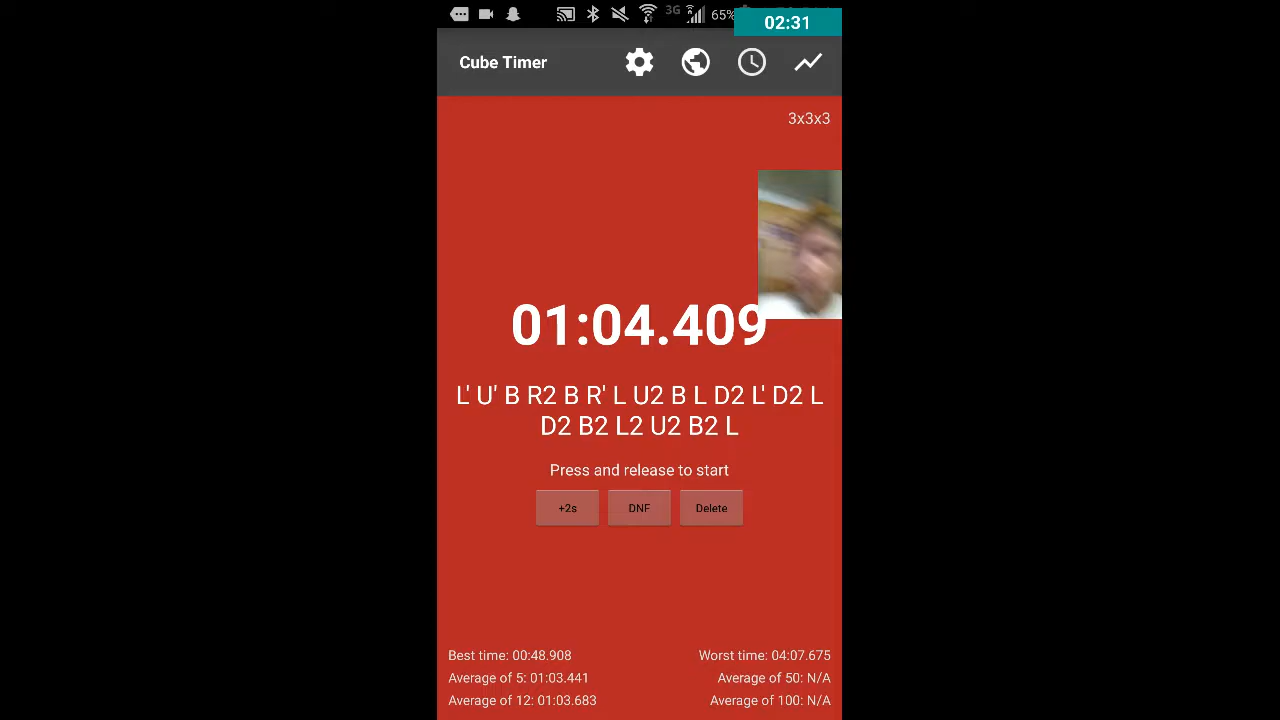 3G 65%
02:31
Cube Timer
3x3x3
01:04.409
L' U' B R2 B R' L U2 B L D2 L' D2 L
D2 B2 L2 U2 B2 L
Press and release to start
+2s DNF Delete
Best time: 00:48.908 Worst time: 04:07.675
Average of 5: 01:03.441 Average of 50: N/A
Average of 12: 01:03.683 Average of 100: N/A